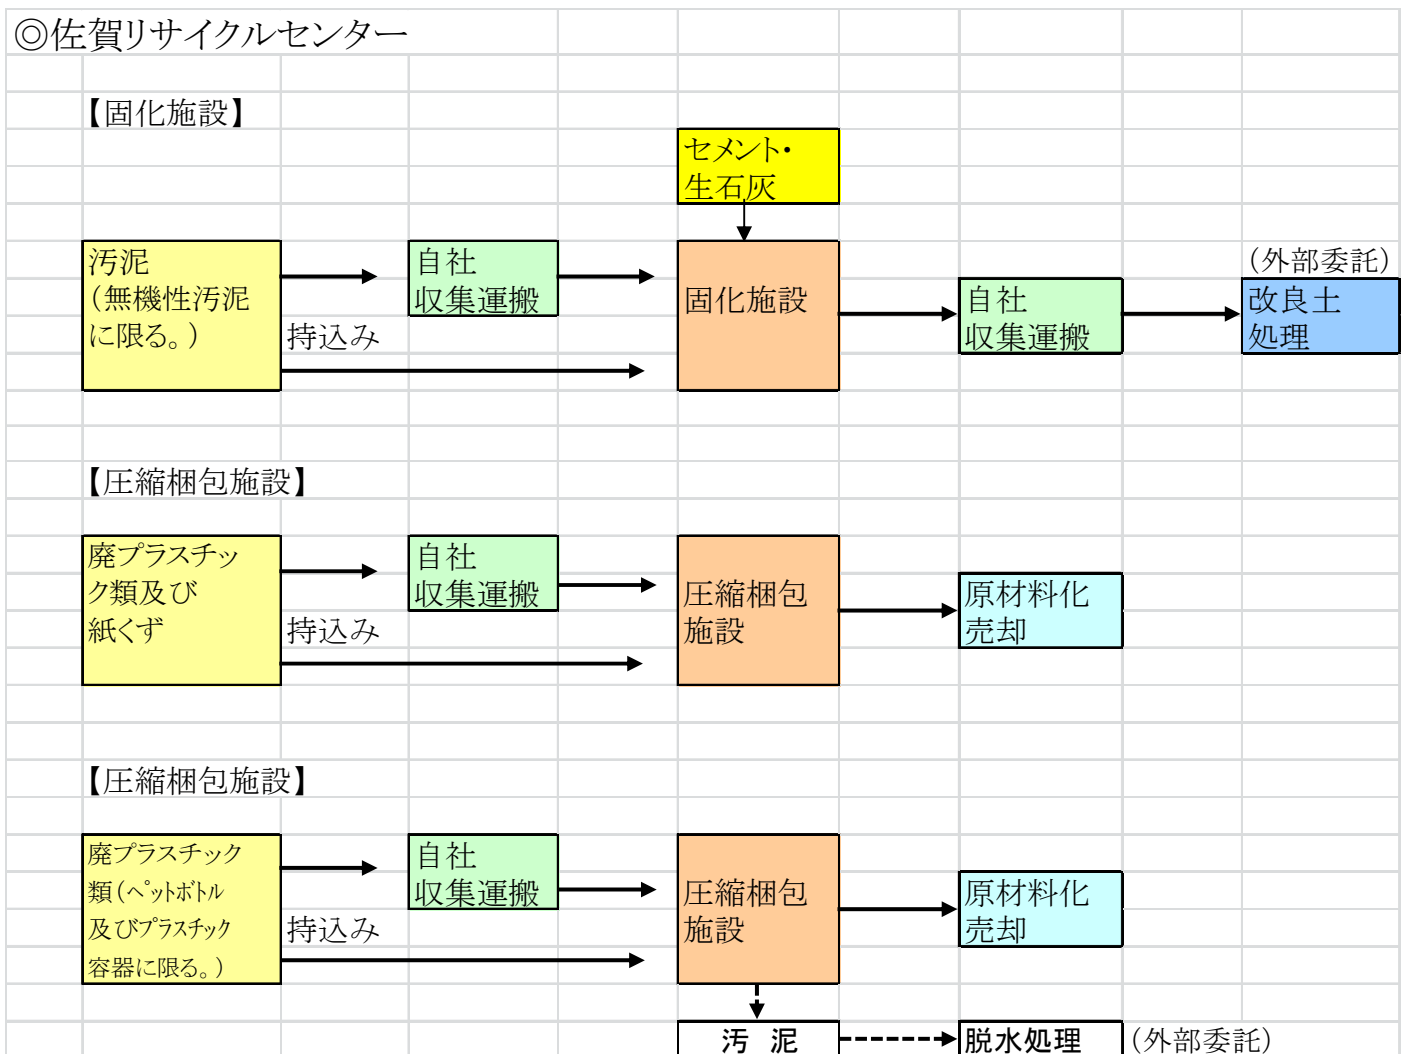 ◎佐賀リサイクルセンター
【固化施設】
セメント・
生石灰
汚泥
（無機性汚泥
に限る。）
持込み
自社
収集運搬
固化施設
自社
収集運搬
（外部委託）
改良土
処理
【圧縮梱包施設】
廃プラスチッ
ク類及び
紙くず
持込み
自社
収集運搬
圧縮梱包
施設
原材料化
売却
【圧縮梱包施設】
廃プラスチック
類（ペットボトル
及びプラスチック
容器に限る。）
持込み
自社
収集運搬
圧縮梱包
施設
原材料化
売却
汚　泥
脱水処理
（外部委託）